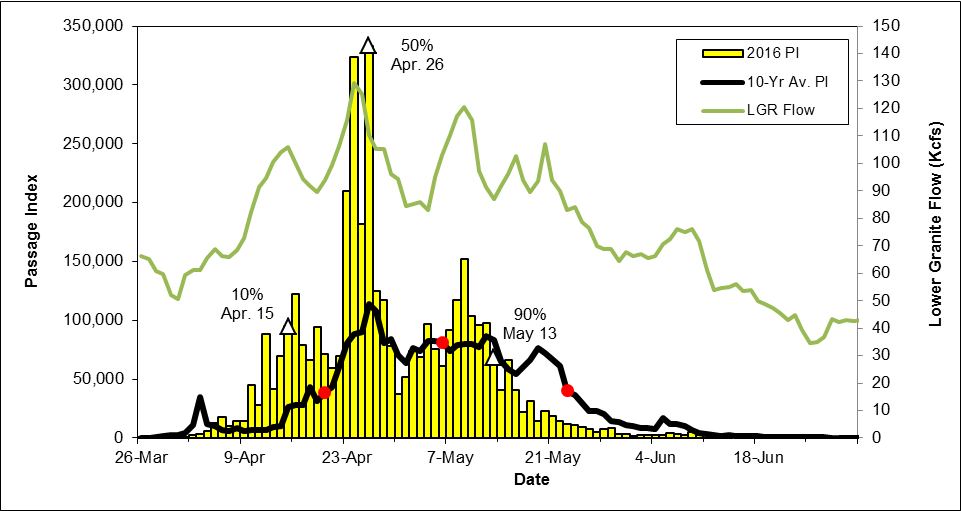 350,000
300,000
250,000
200,000
150,000
100,000
50,000
0
Passage Index
150
140
130
120
110
100
90
80
70
60
50
40
30
20
10
0
Lower Granite Flow (Kcfs)
2016 PI
10-Yr Av. PI
LGR Flow
50%
Apr. 26
10%
Apr. 15
90%
May 13
26-Mar
9-Apr
23-Apr
7-May
21-May
4-Jun
18-Jun
Date